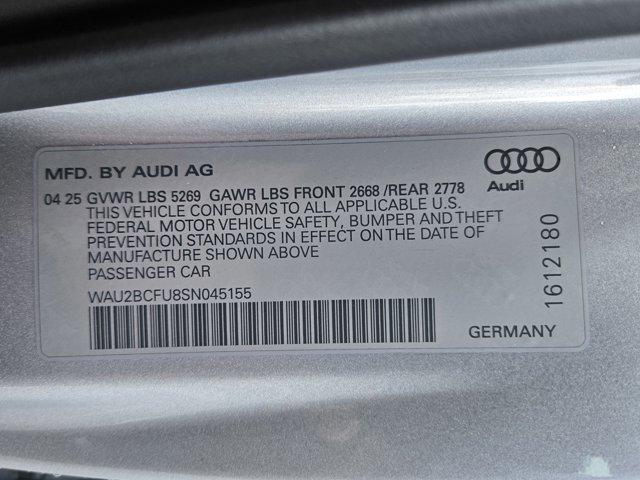 MFD. BY AUDI AG
04 25 GVWR LBS 5269 GAWR LBS FRONT 2668 /REAR 2778
THIS VEHICLE CONFORMS TO ALL APPLICABLE U.S.
FEDERAL MOTOR VEHICLE SAFETY, BUMPER AND THEFT
PREVENTION STANDARDS IN EFFECT ON THE DATE OF
MANUFACTURE SHOWN ABOVE
PASSENGER CAR
WAU2BCFU8SN045155
Audi
1612180
GERMANY